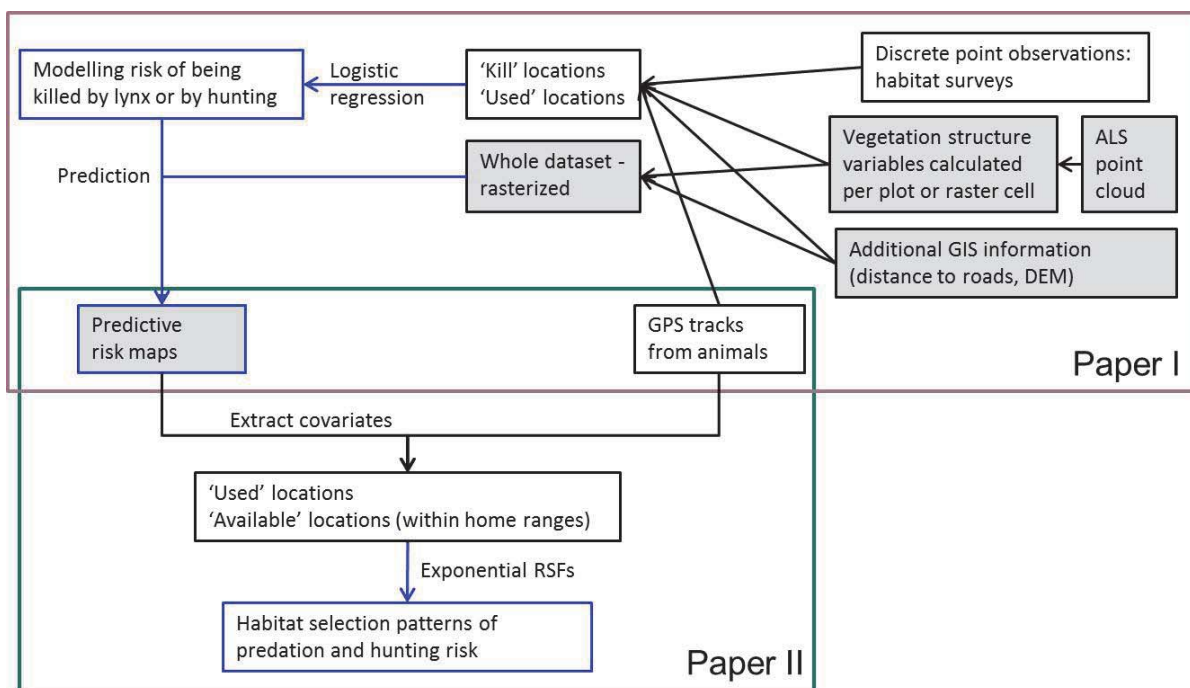 Modelling risk of being
killed by lynx or by hunting
Logistic
regression
‘Kill’ locations
‘Used’ locations
Discrete point observations:
habitat surveys
Prediction
Whole dataset -
rasterized
Vegetation structure
variables calculated
per plot or raster cell
ALS
point
cloud
Additional GIS information
(distance to roads, DEM)
Predictive
risk maps
GPS tracks
from animals
Paper I
Extract covariates
‘Used’ locations
‘Available’ locations (within home ranges)
Exponential RSFs
Habitat selection patterns of
predation and hunting risk
Paper II